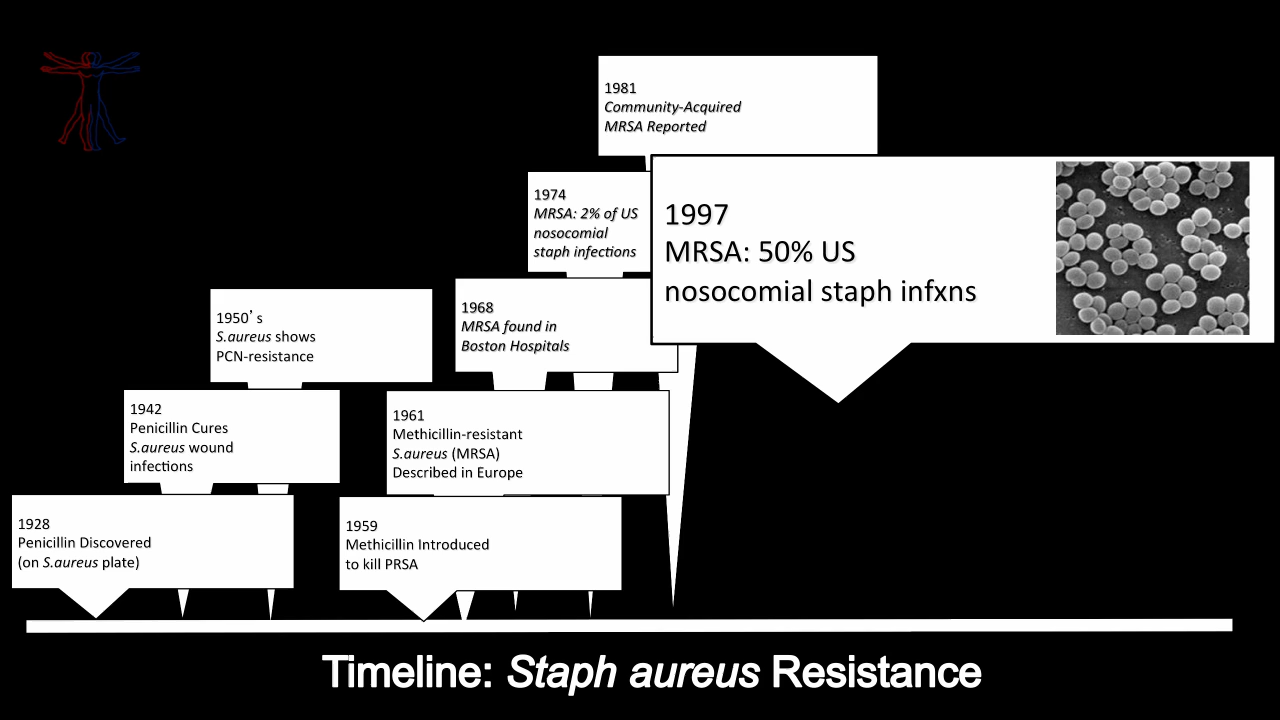 1981
Community-Acquired
MRSA Reported
1974
MRSA: 2% of US
nosocomial
staph infections
1997
MRSA: 50% US
nosocomial staph infxns
1968
MRSA found in
Boston Hospitals
1950's
S.aureus shows
PCN-resistance
1942
Penicillin Cures
S.aureus wound
infections
1961
Methicillin-resistant
S.aureus (MRSA)
Described in Europe
1928
Penicillin Discovered
(on S.aureus plate)
1959
Methicillin Introduced
to kill PRSA
Timeline: Staph aureus Resistance